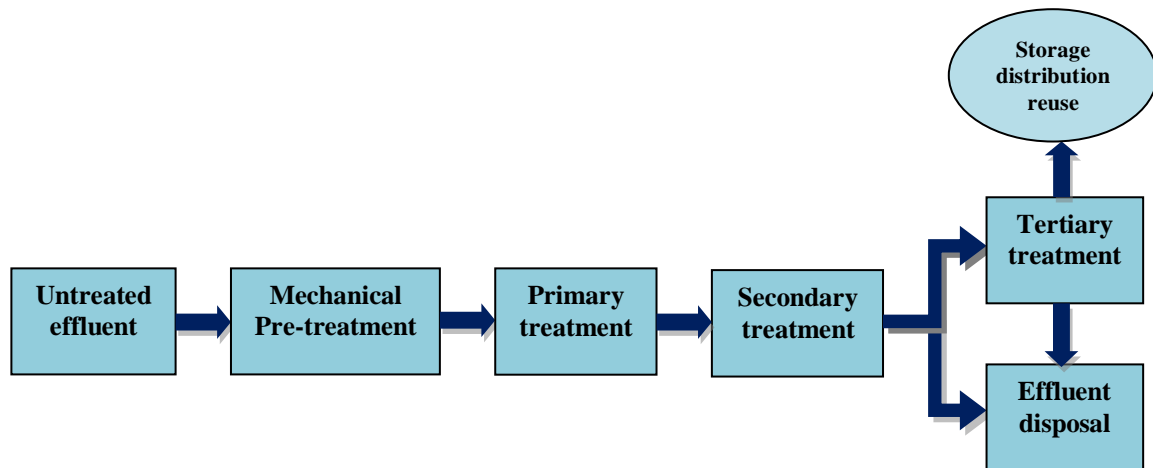 Storage
distribution
reuse
Untreated
effluent
Mechanical
Pre-treatment
Primary
treatment
Secondary
treatment
Tertiary
treatment
Effluent
disposal